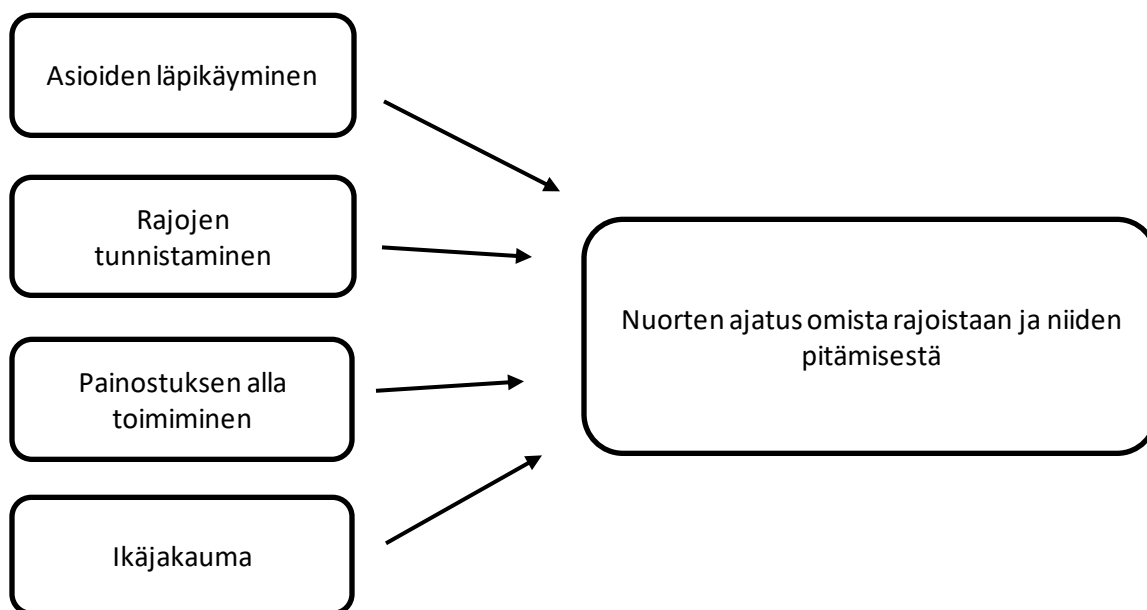 Asioiden läpikäyminen
Rajojen
tunnistaminen
Painostuksen alla
toimiminen
Ikäjakauma
Nuorten ajatus omista rajoistaan ja niiden
pitämisestä